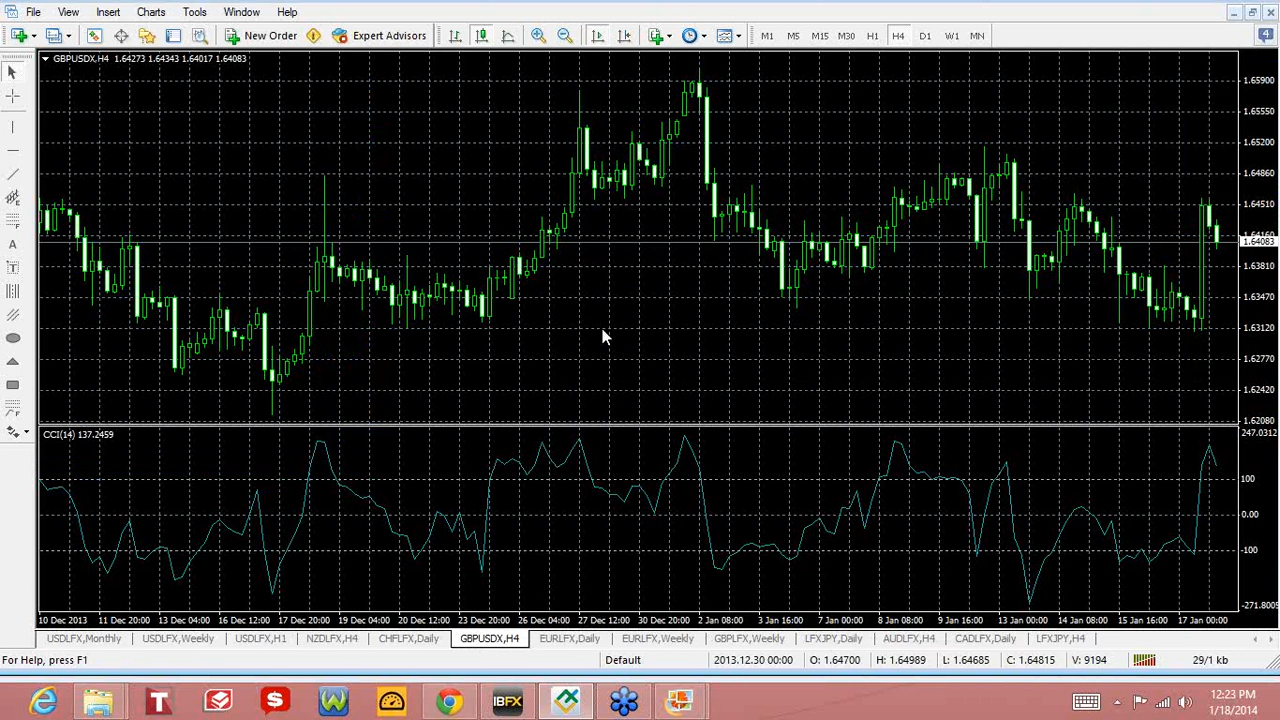 File View Insert Charts Tools Window Help
New Order Expert Advisors M1 M5 M15 M30 H1 H4 D1 W1 MN 4
GBPUSDX,H4 1.64273 1.64343 1.64017 1.64083
1.65900
1.65550
1.65200
1.64860
1.64510
1.64083
1.63810
1.63470
1.63120
1.62770
1.62420
1.62080
CCI(14) 137.2459
247.0312
100
0.00
-100
-271.8005
10 Dec 2013 11 Dec 20:00 13 Dec 04:00 16 Dec 12:00 17 Dec 20:00 19 Dec 04:00 20 Dec 12:00 23 Dec 20:00 27 Dec 12:00 30 Dec 20:00 2 Jan 08:00 3 Jan 16:00 7 Jan 00:00 8 Jan 08:00 9 Jan 16:00 13 Jan 00:00 14 Jan 08:00 15 Jan 16:00 17 Jan 00:00
USDLFX,Monthly USDLFX,Weekly USDLFX,H1 NZDLFX,H4 CHFLFX,Daily GBPUSDX,H4 EURLFX,Daily EURLFX,Weekly GBPLFX,Weekly LFXJPY,Daily AUDLFX,H4 CADLFX,Daily LFXJPY,H4
For Help, press F1 Default 2013.12.30 00:00 O: 1.64700 H: 1.64989 L: 1.64685 C: 1.64815 V: 9194 29/1 kb
IBFX
12:23 PM
1/18/2014